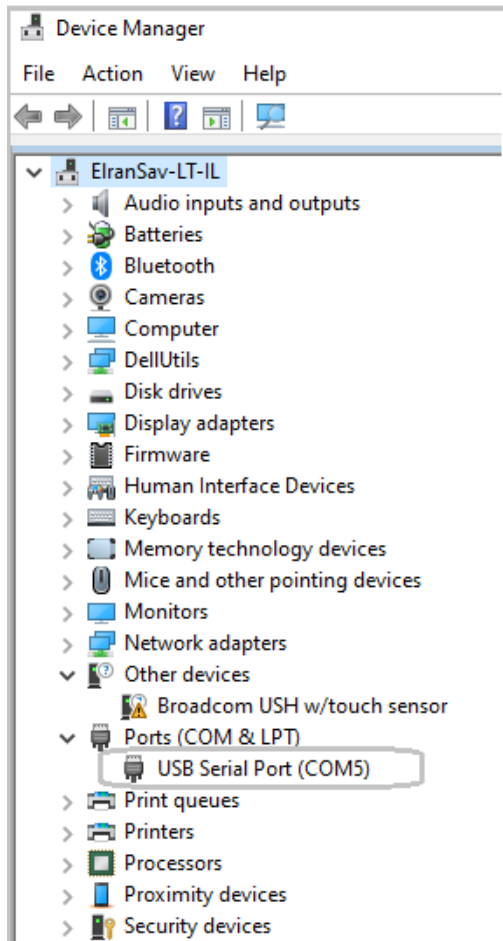 Device Manager
File Action View Help
ElranSav-LT-IL
Audio inputs and outputs
Batteries
Bluetooth
Cameras
Computer
DellUtils
Disk drives
Display adapters
Firmware
Human Interface Devices
Keyboards
Memory technology devices
Mice and other pointing devices
Monitors
Network adapters
Other devices
Broadcom USH w/touch sensor
Ports (COM & LPT)
USB Serial Port (COM5)
Print queues
Printers
Processors
Proximity devices
Security devices